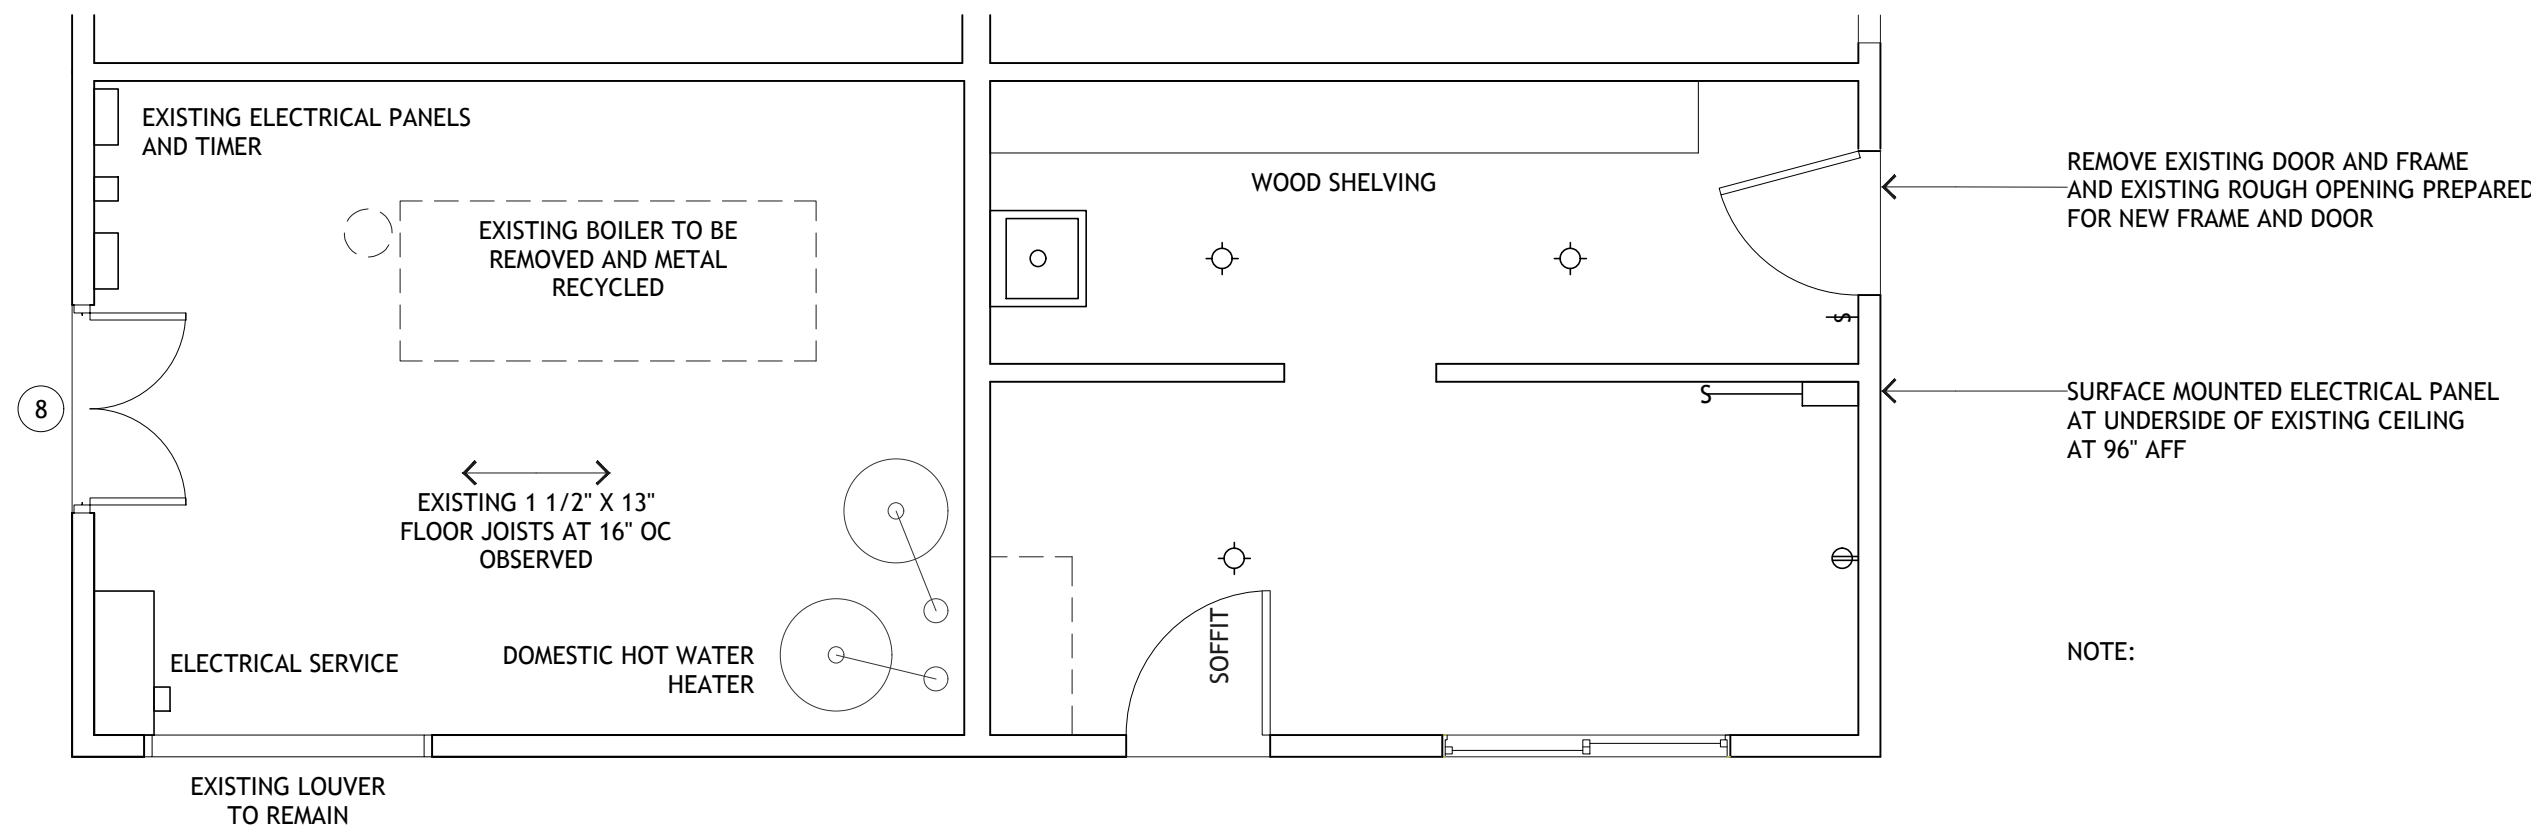 EXISTING ELECTRICAL PANELS
AND TIMER
EXISTING BOILER TO BE
REMOVED AND METAL
RECYCLED
WOOD SHELVING
REMOVE EXISTING DOOR AND FRAME
AND EXISTING ROUGH OPENING PREPARED
FOR NEW FRAME AND DOOR
S
8
S
SURFACE MOUNTED ELECTRICAL PANEL
AT UNDERSIDE OF EXISTING CEILING
AT 96" AFF
EXISTING 1 1/2" X 13"
FLOOR JOISTS AT 16" OC
OBSERVED
ELECTRICAL SERVICE
DOMESTIC HOT WATER
HEATER
SOFFIT
NOTE:
EXISTING LOUVER
TO REMAIN